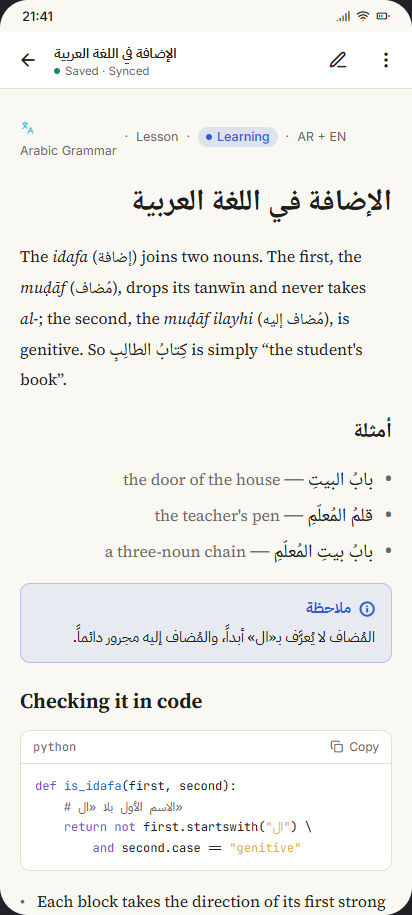 21:41
الإضافة في اللغة العربية
Saved · Synced
Arabic Grammar · Lesson · Learning · AR + EN
الإضافة في اللغة العربية
The idafa (إضافة) joins two nouns. The first, the
muḍāf (مُضاف), drops its tanwīn and never takes
al-; the second, the muḍāf ilayhi (مُضاف إليه), is
genitive. So كِتابُ الطالِبِ is simply “the student's
book”.
أمثلة
• بابُ البيتِ — the door of the house
• قلمُ المُعلّمِ — the teacher's pen
• بابُ بيتِ المُعلّمِ — a three-noun chain
ملاحظة
المُضاف لا يُعرَّف بـ«ال» أبداً، والمُضاف إليه مجرور دائماً.
Checking it in code
python Copy
def is_idafa(first, second):
# الاسم الأول بلا «ال»
return not first.startswith("ال") \
and second.case == "genitive"
• Each block takes the direction of its first strong